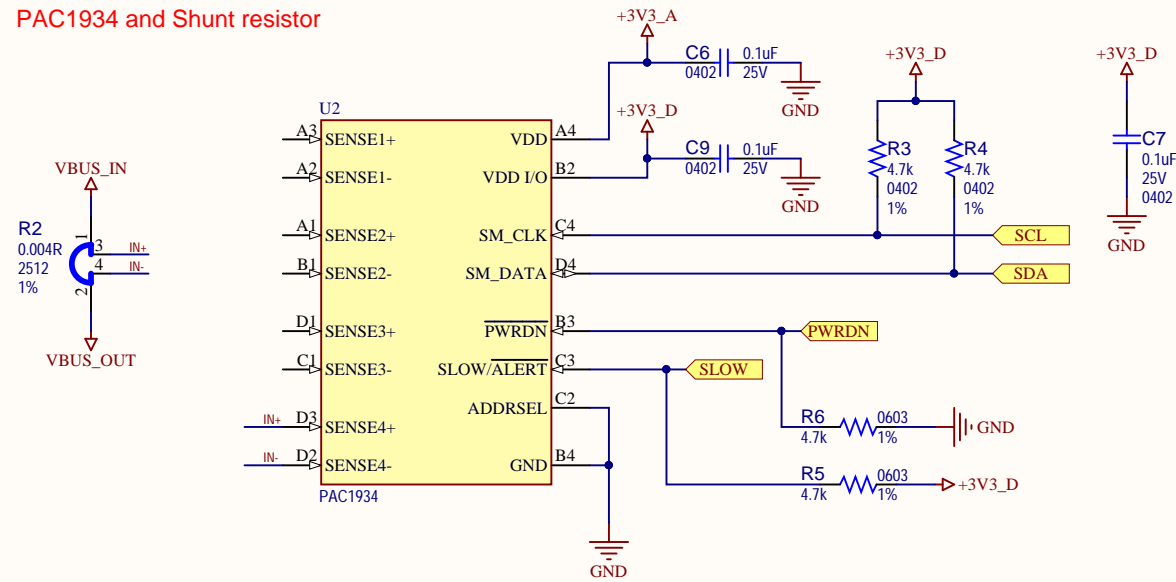 PAC1934 and Shunt resistor
VBUS_IN
R2
0.004R
2512
1%
1
3
4
2
IN+
IN-
VBUS_OUT
U2
A3 SENSE1+
A2 SENSE1-
A1 SENSE2+
B1 SENSE2-
D1 SENSE3+
C1 SENSE3-
IN+ D3 SENSE4+
IN- D2 SENSE4-
VDD A4
VDD I/O B2
SM_CLK C4
SM_DATA D4
PWRDN B3
SLOW/ALERT C3
ADDRSEL C2
GND B4
PAC1934
+3V3_A
C6 0.1uF
0402 25V
GND
+3V3_D
C9 0.1uF
0402 25V
GND
+3V3_D
R3
4.7k
0402
1%
R4
4.7k
0402
1%
SCL
SDA
PWRDN
SLOW
R6 0603
4.7k 1%
GND
R5 0603
4.7k 1%
+3V3_D
GND
+3V3_D
C7
0.1uF
25V
0402
GND